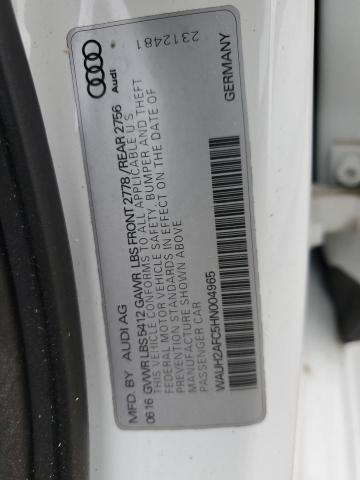 MFD. BY AUDI AG
06 16 GVWR LBS 5412 GAWR LBS FRONT 2778 /REAR 2756
THIS VEHICLE CONFORMS TO ALL APPLICABLE U.S
FEDERAL MOTOR VEHICLE SAFETY, BUMPER AND THEFT
PREVENTION STANDARDS IN EFFECT ON THE DATE OF
MANUFACTURE SHOWN ABOVE
PASSENGER CAR
WAUH2AFC5HN004965
Audi
2312481
GERMANY